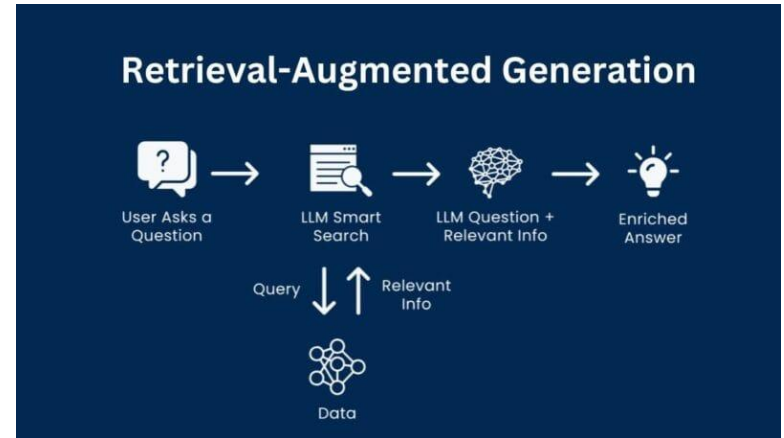 Retrieval-Augmented Generation
?
User Asks a
Question
LLM Smart
Search
LLM Question +
Relevant Info
Enriched
Answer
Query
Relevant
Info
Data